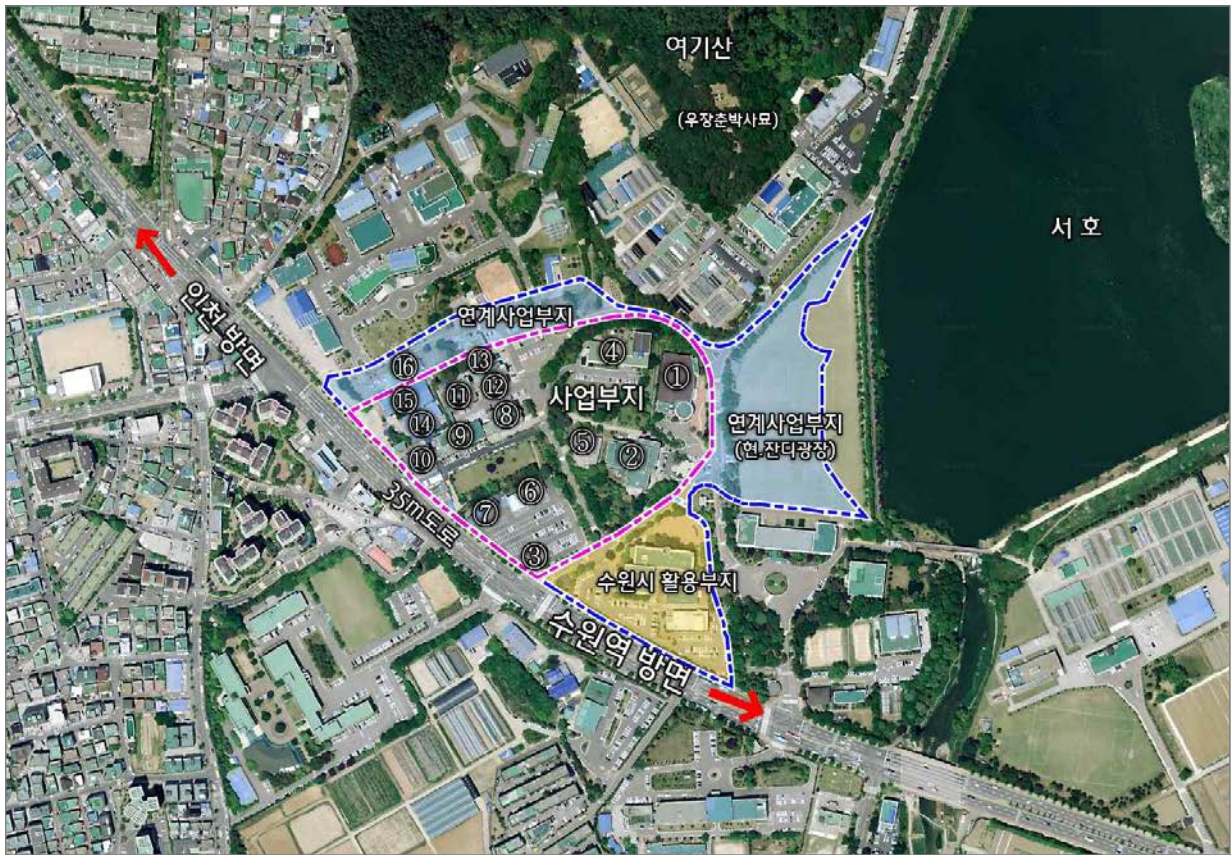 여기산
(우장춘박사묘)
서 호
인천 방면
연계사업부지
⑯
⑬
④
①
⑮
⑪
⑫
사업부지
⑭
⑨
⑧
⑤
②
연계사업부지
(현.잔디광장)
⑩
35m도로
⑦
⑥
③
수원시 활용부지
수원역 방면